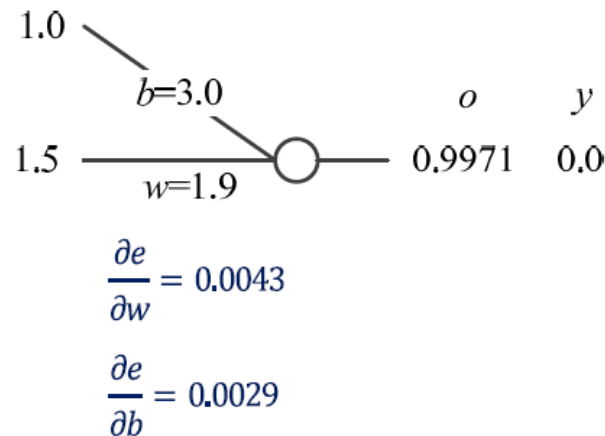 1.0
b=3.0
o y
1.5 0.9971 0.0
w=1.9
∂e/∂w = 0.0043
∂e/∂b = 0.0029